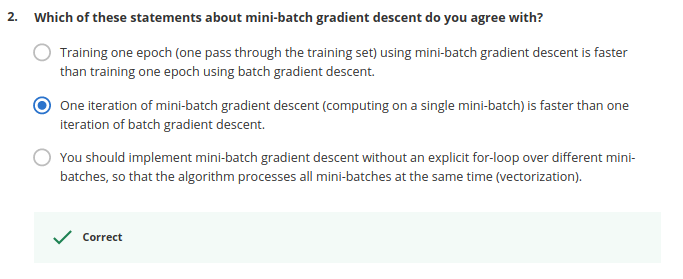 2. Which of these statements about mini-batch gradient descent do you agree with?
Training one epoch (one pass through the training set) using mini-batch gradient descent is faster
than training one epoch using batch gradient descent.
One iteration of mini-batch gradient descent (computing on a single mini-batch) is faster than one
iteration of batch gradient descent.
You should implement mini-batch gradient descent without an explicit for-loop over different mini-
batches, so that the algorithm processes all mini-batches at the same time (vectorization).
Correct